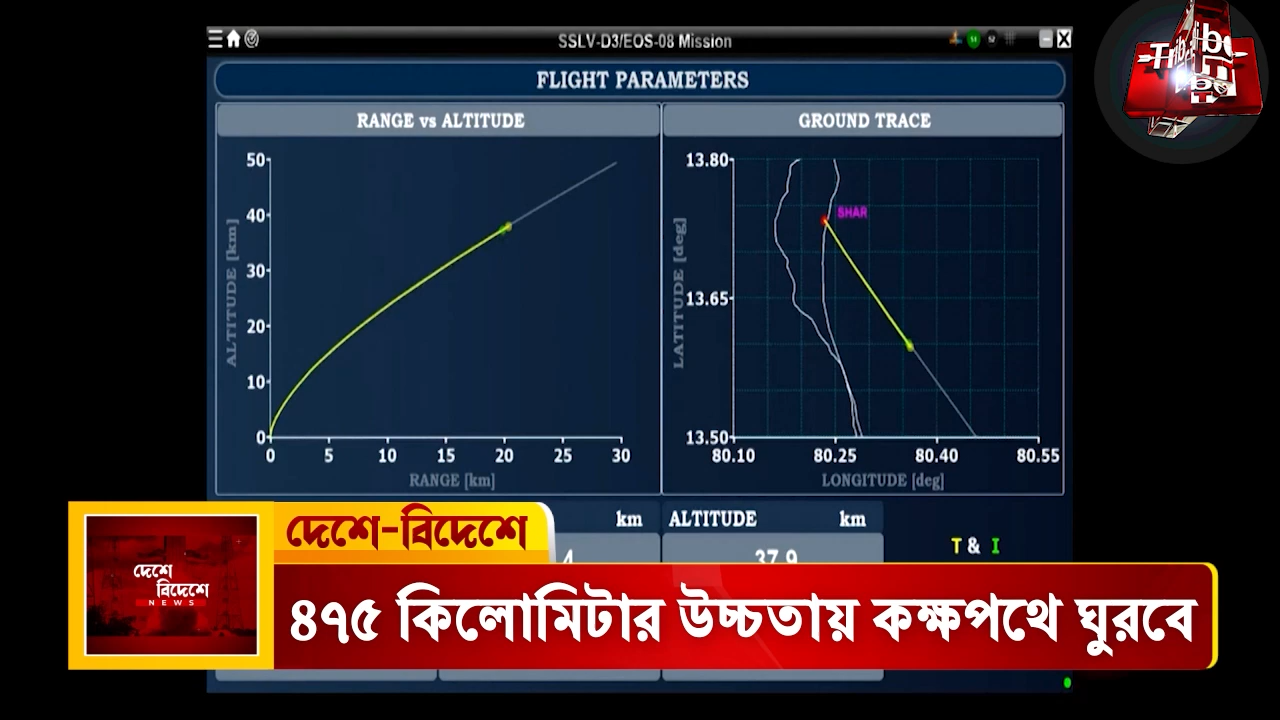 SSLV-D3/EOS-08 Mission
FLIGHT PARAMETERS
RANGE vs ALTITUDE
GROUND TRACE
50
40
30
20
10
0
ALTITUDE [km]
0 5 10 15 20 25 30
RANGE [km]
13.80
13.65
13.50
LATITUDE [deg]
SHAR
80.10 80.25 80.40 80.55
LONGITUDE [deg]
km
ALTITUDE km
37.9
T & I
দেশে-বিদেশে
দেশে
বিদেশে
NEWS
৪৭৫ কিলোমিটার উচ্চতায় কক্ষপথে ঘুরবে